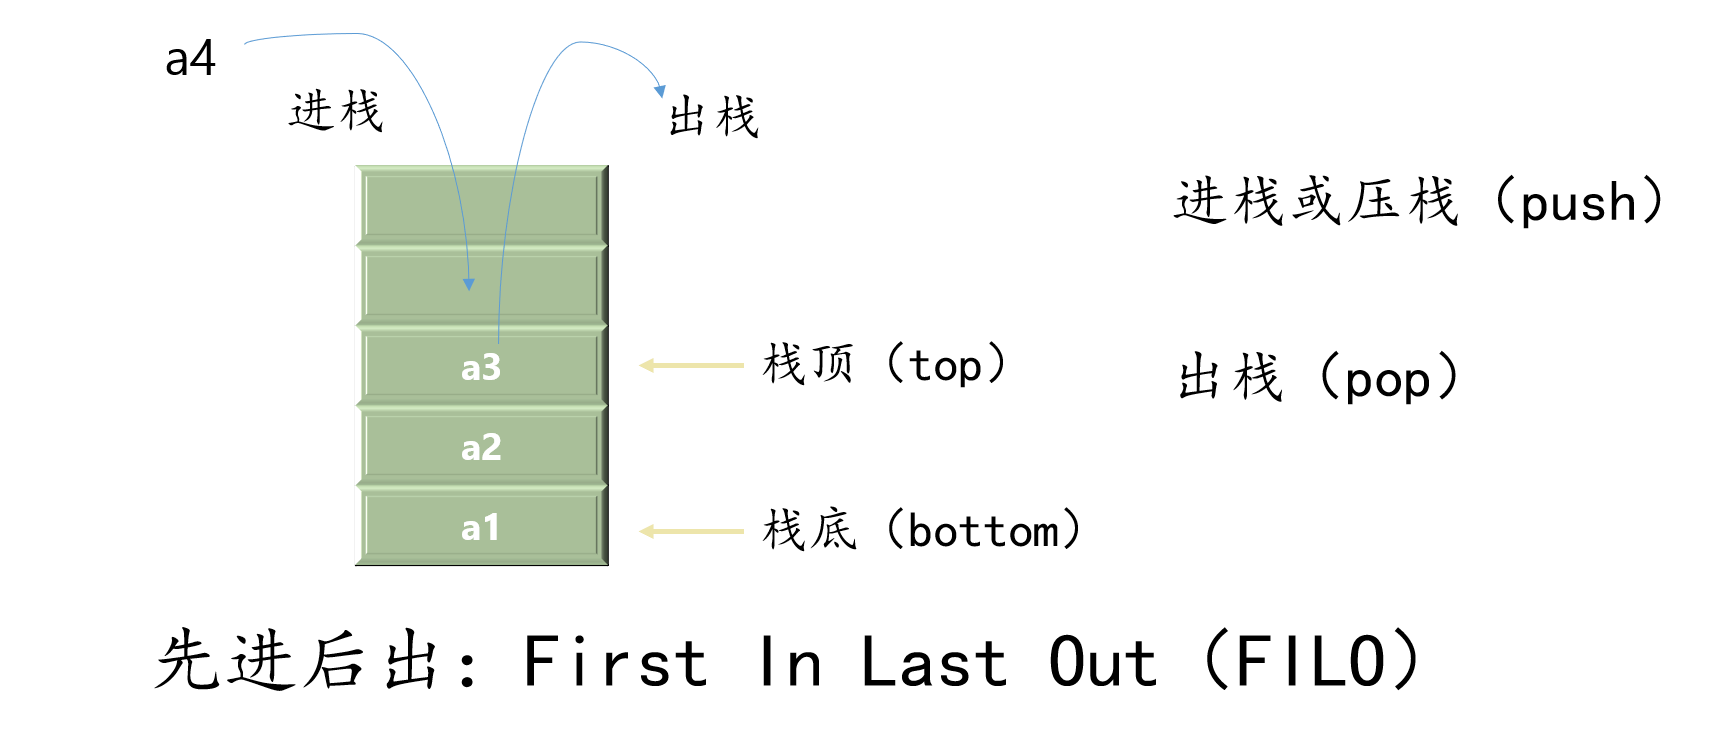 a4
进栈
出栈
进栈或压栈（push）
a3
栈顶（top）
出栈（pop）
a2
a1
栈底（bottom）
先进后出：First In Last Out（FILO）